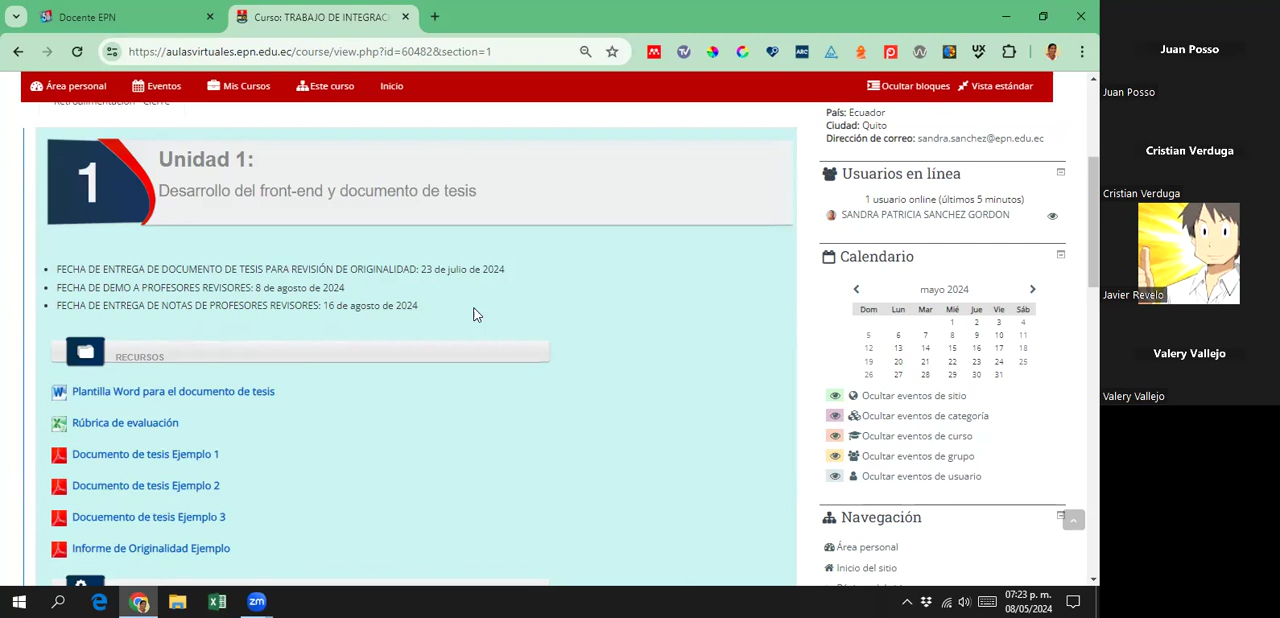 Docente EPN
Curso: TRABAJO DE INTEGRAC
https://aulasvirtuales.epn.edu.ec/course/view.php?id=60482&section=1
Área personal
Eventos
Mis Cursos
Este curso
Inicio
Ocultar bloques
Vista estándar
Retroalimentación - Cierre
1
Unidad 1:
Desarrollo del front-end y documento de tesis
FECHA DE ENTREGA DE DOCUMENTO DE TESIS PARA REVISIÓN DE ORIGINALIDAD: 23 de julio de 2024
FECHA DE DEMO A PROFESORES REVISORES: 8 de agosto de 2024
FECHA DE ENTREGA DE NOTAS DE PROFESORES REVISORES: 16 de agosto de 2024
RECURSOS
Plantilla Word para el documento de tesis
Rúbrica de evaluación
Documento de tesis Ejemplo 1
Documento de tesis Ejemplo 2
Docuemento de tesis Ejemplo 3
Informe de Originalidad Ejemplo
País: Ecuador
Ciudad: Quito
Dirección de correo: sandra.sanchez@epn.edu.ec
Usuarios en línea
1 usuario online (últimos 5 minutos)
SANDRA PATRICIA SANCHEZ GORDON
Calendario
mayo 2024
Dom Lun Mar Mié Jue Vie Sáb
1 2 3 4
5 6 7 8 9 10 11
12 13 14 15 16 17 18
19 20 21 22 23 24 25
26 27 28 29 30 31
Ocultar eventos de sitio
Ocultar eventos de categoría
Ocultar eventos de curso
Ocultar eventos de grupo
Ocultar eventos de usuario
Navegación
Área personal
Inicio del sitio
Juan Posso
Juan Posso
Cristian Verduga
Cristian Verduga
Javier Revelo
Valery Vallejo
Valery Vallejo
07:23 p. m.
08/05/2024